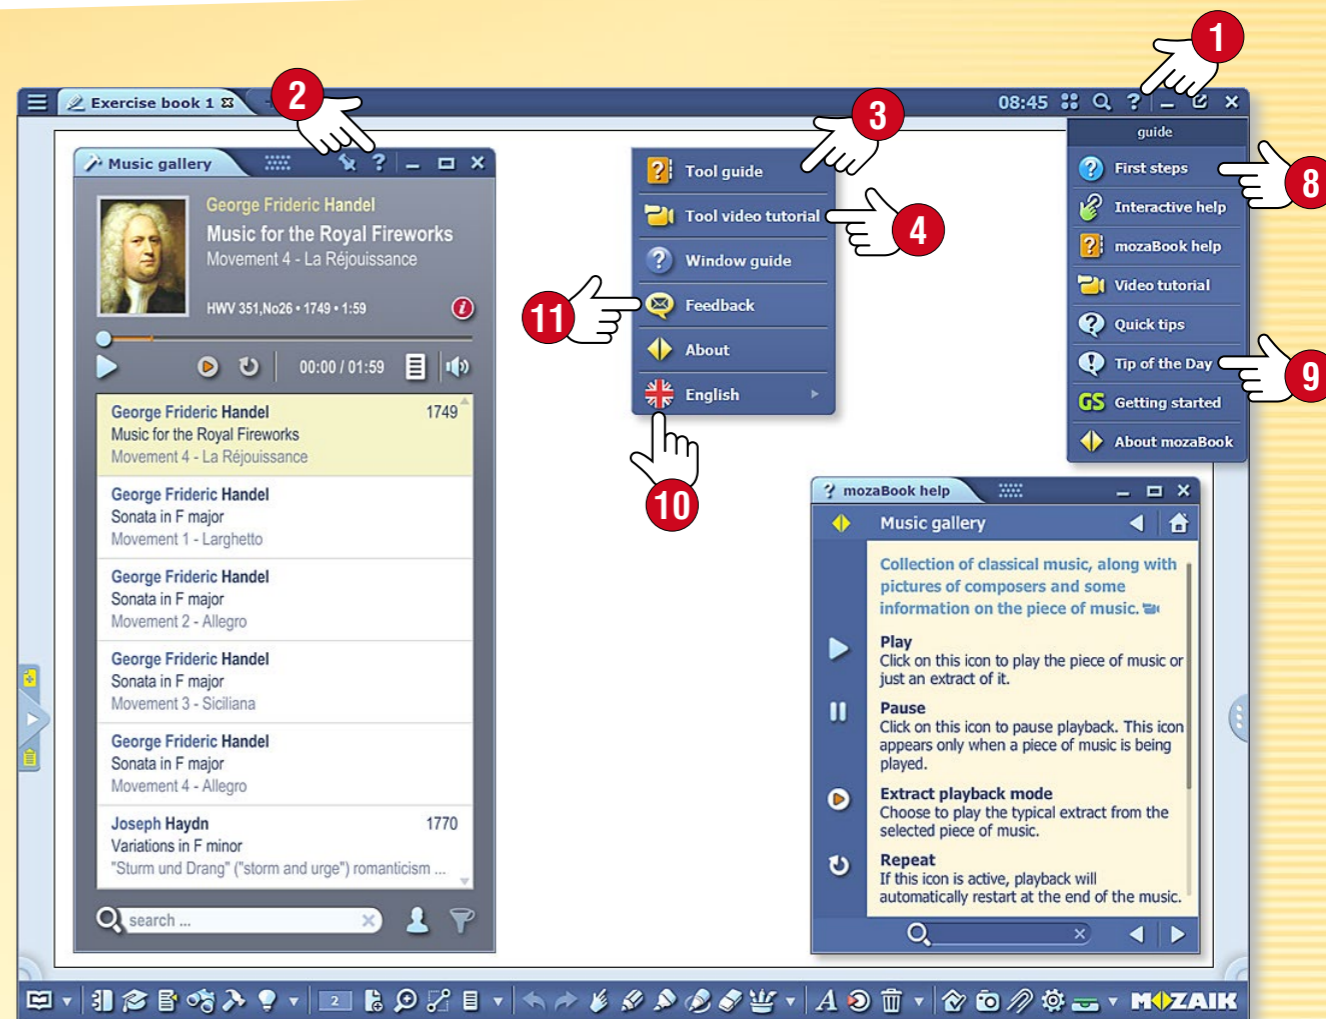 1
2
Exercise book 1
08:45
?
guide
Music gallery
?
3
Tool guide
First steps
8
George Frideric Handel
Tool video tutorial
4
Interactive help
Music for the Royal Fireworks
Movement 4 - La Réjouissance
Window guide
mozaBook help
HWV 351,No26 • 1749 • 1:59
11
Feedback
Video tutorial
Quick tips
00:00 / 01:59
About
Tip of the Day
9
English
GS Getting started
About mozaBook
10
George Frideric Handel 1749
Music for the Royal Fireworks
Movement 4 - La Réjouissance
George Frideric Handel
Sonata in F major
Movement 1 - Larghetto
George Frideric Handel
Sonata in F major
Movement 2 - Allegro
George Frideric Handel
Sonata in F major
Movement 3 - Siciliana
George Frideric Handel
Sonata in F major
Movement 4 - Allegro
Joseph Haydn 1770
Variations in F minor
"Sturm und Drang" ("storm and urge") romanticism ...
search ...
? mozaBook help
Music gallery
Collection of classical music, along with
pictures of composers and some
information on the piece of music.
Play
Click on this icon to play the piece of music or
just an extract of it.
Pause
Click on this icon to pause playback. This icon
appears only when a piece of music is being
played.
Extract playback mode
Choose to play the typical extract from the
selected piece of music.
Repeat
If this icon is active, playback will
automatically restart at the end of the music.
2
A
MOZAIK